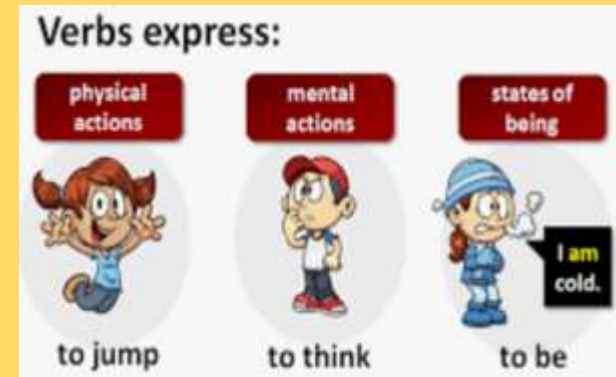 Verbs express:
physical
actions
mental
actions
states of
being
I am
cold.
to jump
to think
to be